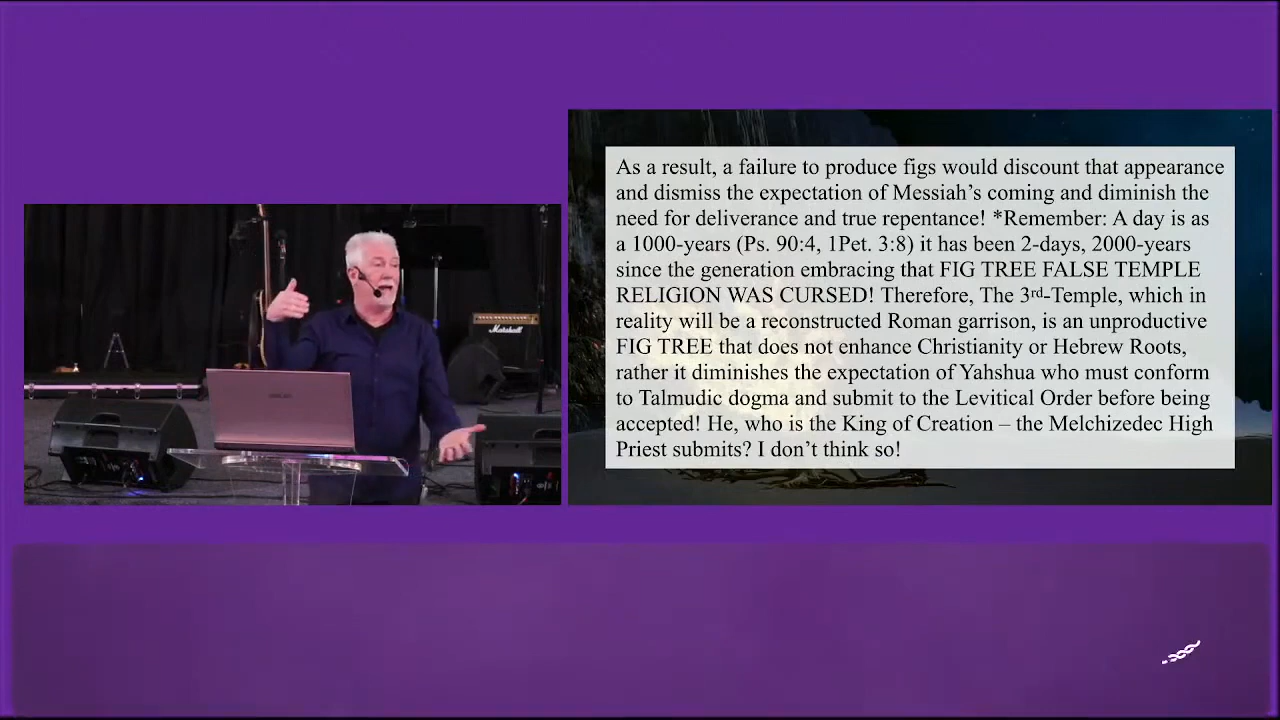 As a result, a failure to produce figs would discount that appearance
and dismiss the expectation of Messiah's coming and diminish the
need for deliverance and true repentance! *Remember: A day is as
a 1000-years (Ps. 90:4, 1Pet. 3:8) it has been 2-days, 2000-years
since the generation embracing that FIG TREE FALSE TEMPLE
RELIGION WAS CURSED! Therefore, The 3rd-Temple, which in
reality will be a reconstructed Roman garrison, is an unproductive
FIG TREE that does not enhance Christianity or Hebrew Roots,
rather it diminishes the expectation of Yahshua who must conform
to Talmudic dogma and submit to the Levitical Order before being
accepted! He, who is the King of Creation – the Melchizedec High
Priest submits? I don't think so!
Marshall